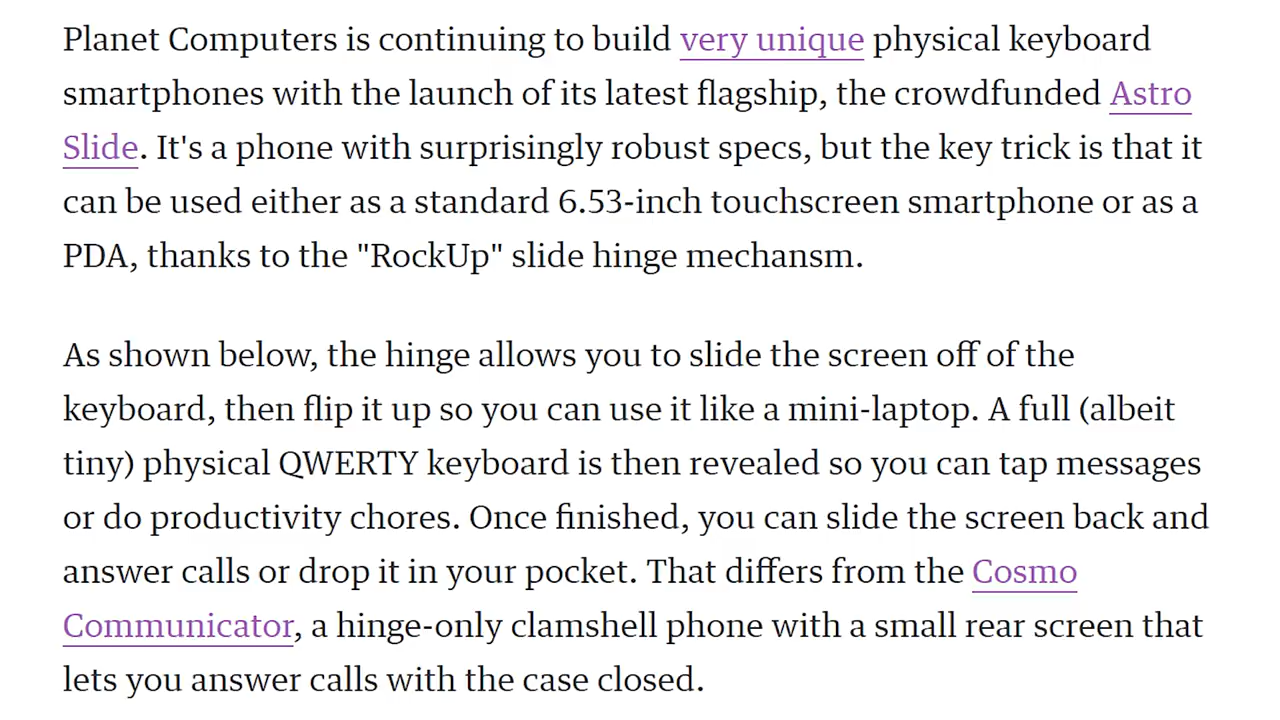 Planet Computers is continuing to build very unique physical keyboard
smartphones with the launch of its latest flagship, the crowdfunded Astro
Slide. It's a phone with surprisingly robust specs, but the key trick is that it
can be used either as a standard 6.53-inch touchscreen smartphone or as a
PDA, thanks to the "RockUp" slide hinge mechansm.
As shown below, the hinge allows you to slide the screen off of the
keyboard, then flip it up so you can use it like a mini-laptop. A full (albeit
tiny) physical QWERTY keyboard is then revealed so you can tap messages
or do productivity chores. Once finished, you can slide the screen back and
answer calls or drop it in your pocket. That differs from the Cosmo
Communicator, a hinge-only clamshell phone with a small rear screen that
lets you answer calls with the case closed.